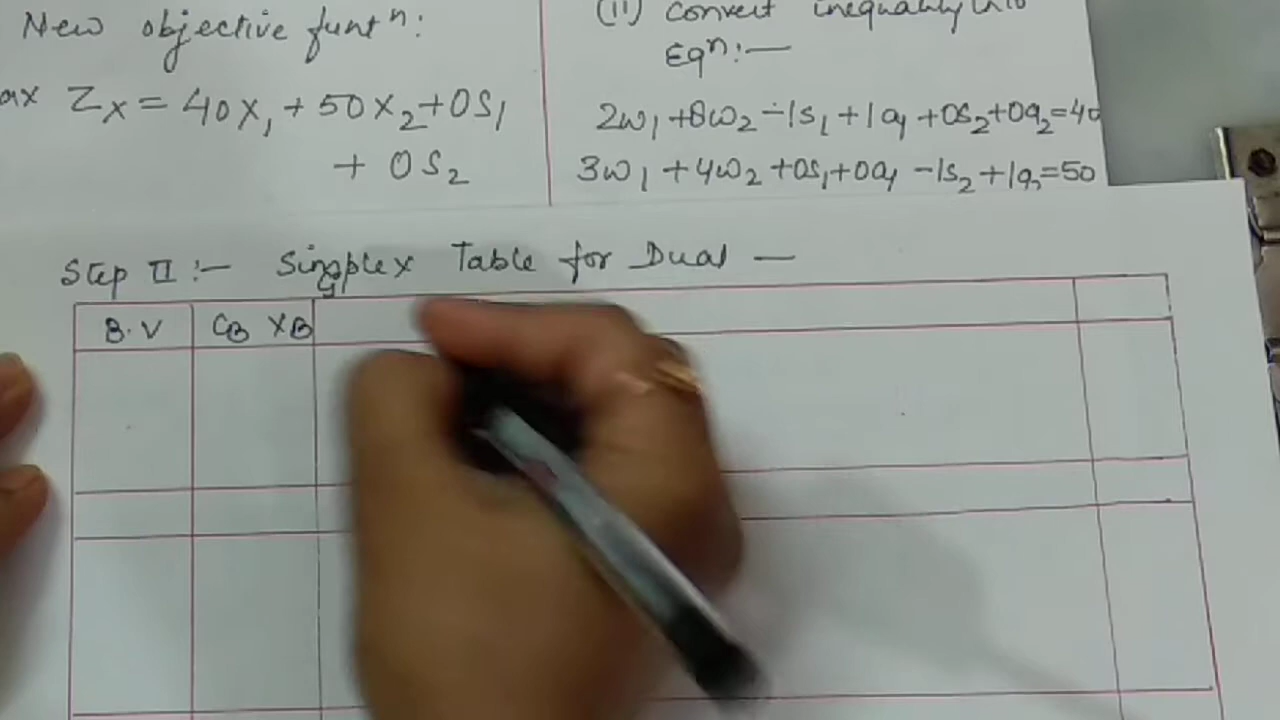 New objective funtⁿ:
ax Zx = 40x₁ + 50x₂ + 0S₁
+ 0S₂
(ii) Convert inequality into
Eqⁿ:—
2w₁ + 8w₂ - 1s₁ + 1a₁ + 0s₂ + 0a₂ = 40
3w₁ + 4w₂ + 0s₁ + 0a₁ - 1s₂ + 1a₂ = 50
Step II :— Simplex Table for Dual —
B.V CB XB